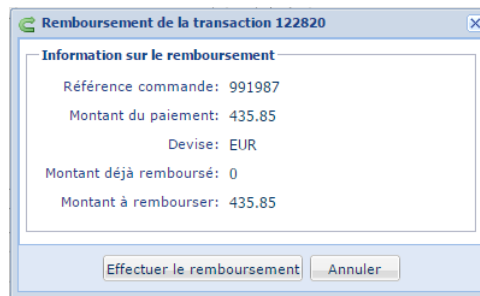 Remboursement de la transaction 122820
Information sur le remboursement
Référence commande: 991987
Montant du paiement: 435.85
Devise: EUR
Montant déjà remboursé: 0
Montant à rembourser: 435.85
Effectuer le remboursement Annuler